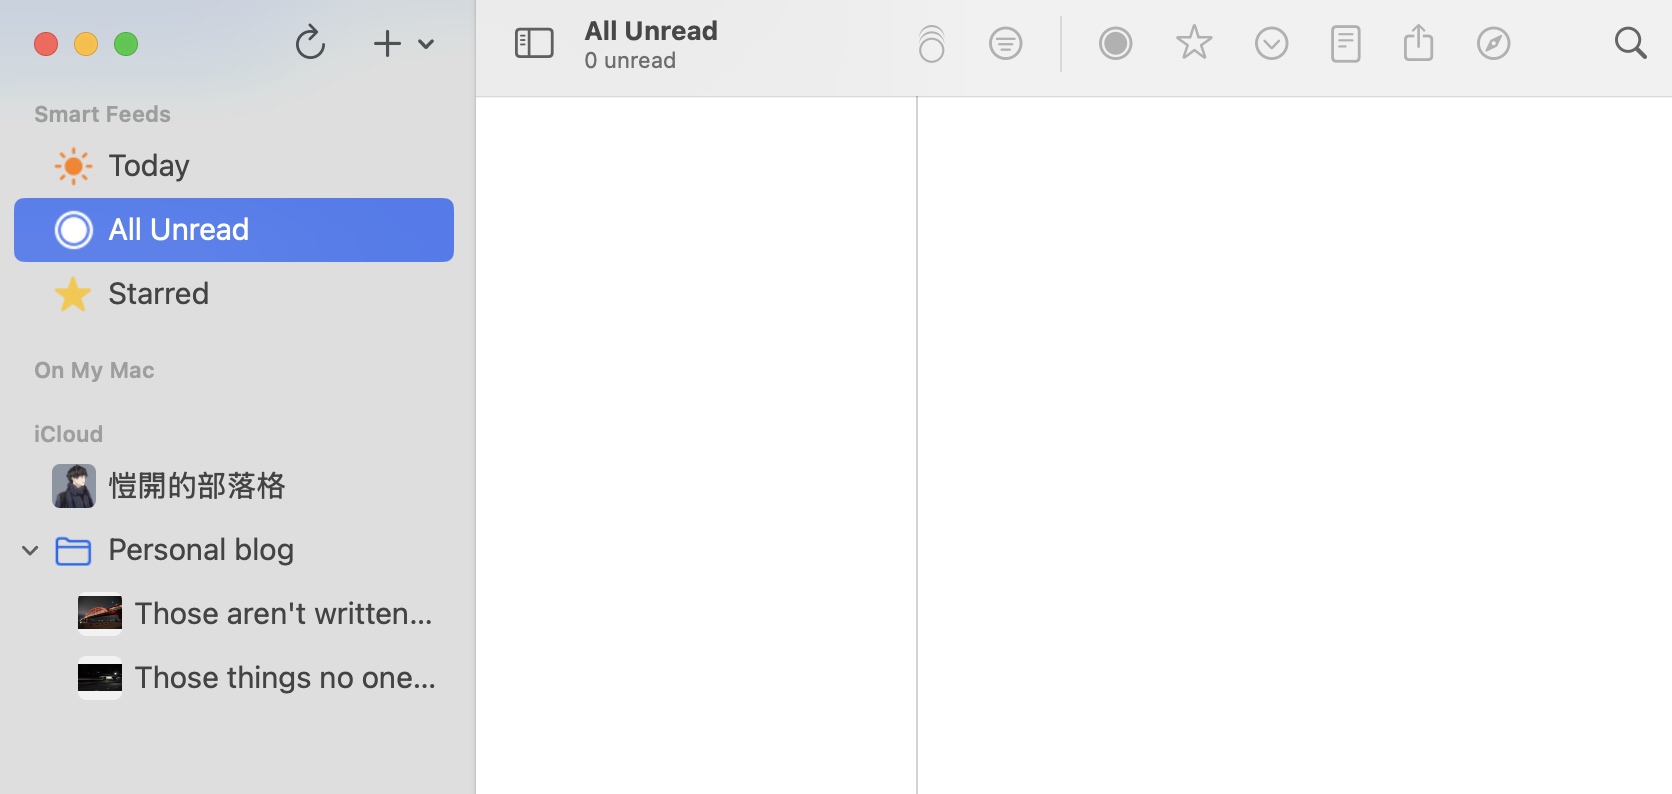 All Unread
0 unread
Smart Feeds
Today
All Unread
Starred
On My Mac
iCloud
愷開的部落格
Personal blog
Those aren't written...
Those things no one...